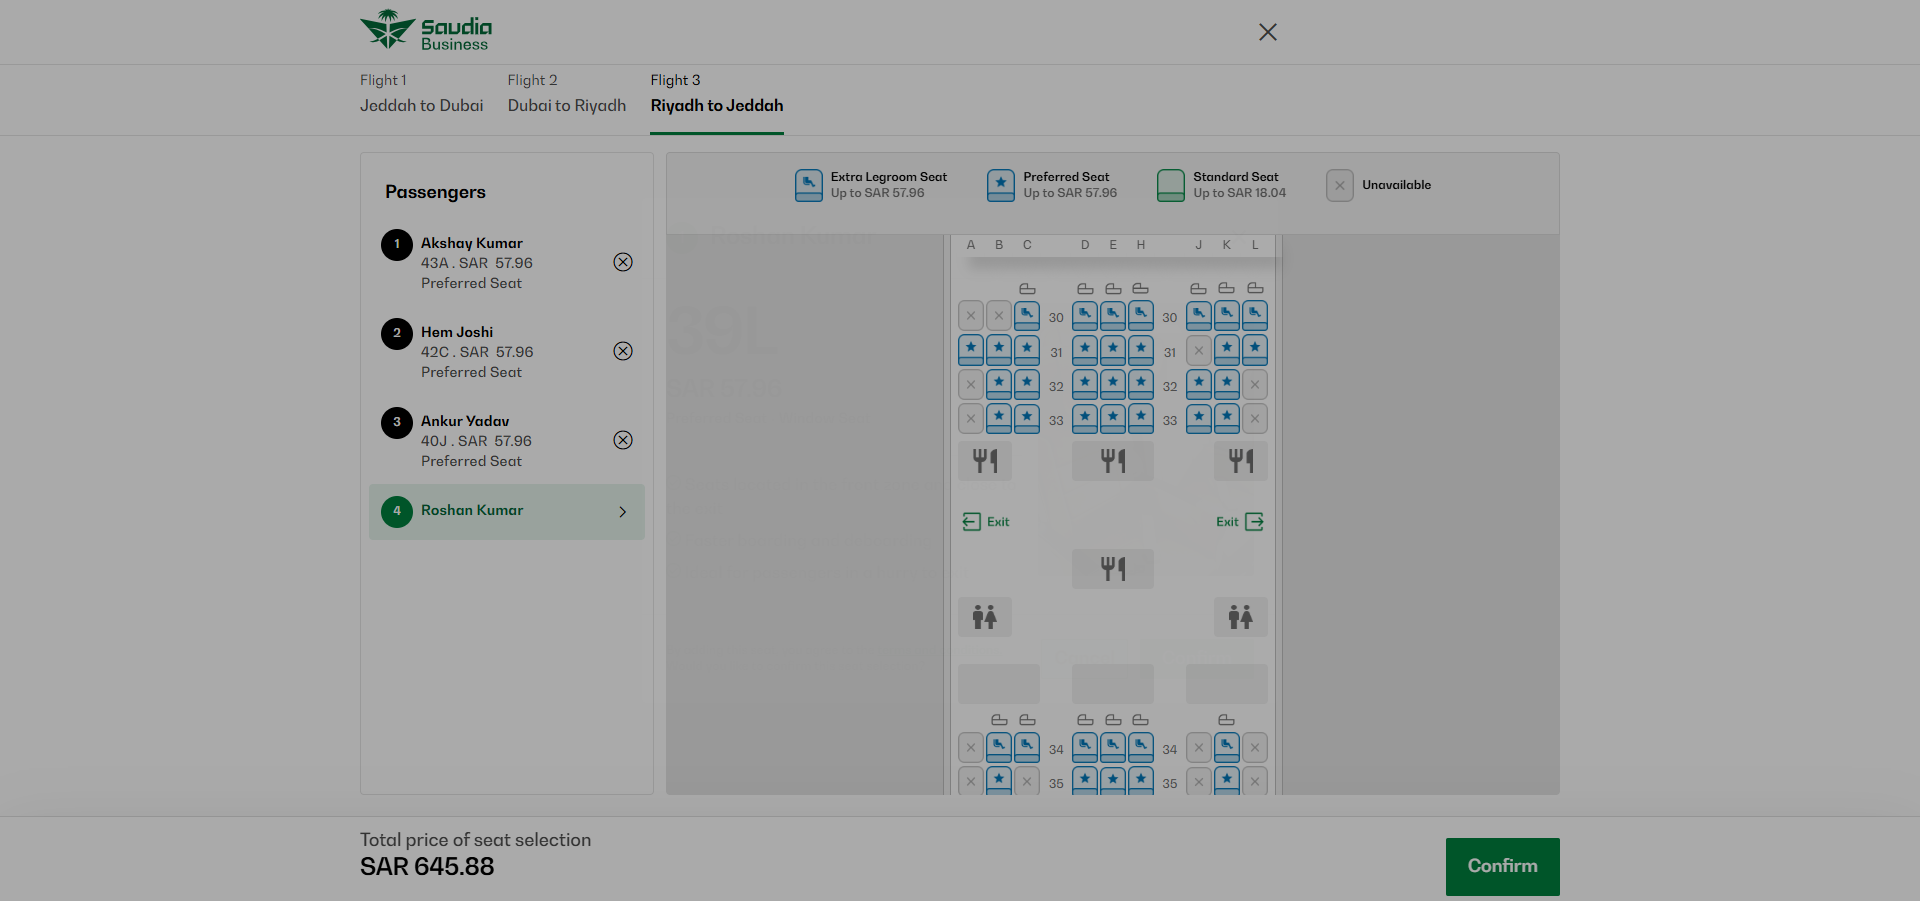 Saudia
Business
Flight 1
Jeddah to Dubai
Flight 2
Dubai to Riyadh
Flight 3
Riyadh to Jeddah
Passengers
1
Akshay Kumar
43A . SAR 57.96
Preferred Seat
2
Hem Joshi
42C . SAR 57.96
Preferred Seat
3
Ankur Yadav
40J . SAR 57.96
Preferred Seat
4
Roshan Kumar
Extra Legroom Seat
Up to SAR 57.96
Preferred Seat
Up to SAR 57.96
Standard Seat
Up to SAR 18.04
Unavailable
39L
A B C D E H J K L
30 30
31 31
32 32
33 33
Exit Exit
34 34
35 35
Total price of seat selection
SAR 645.88
Confirm